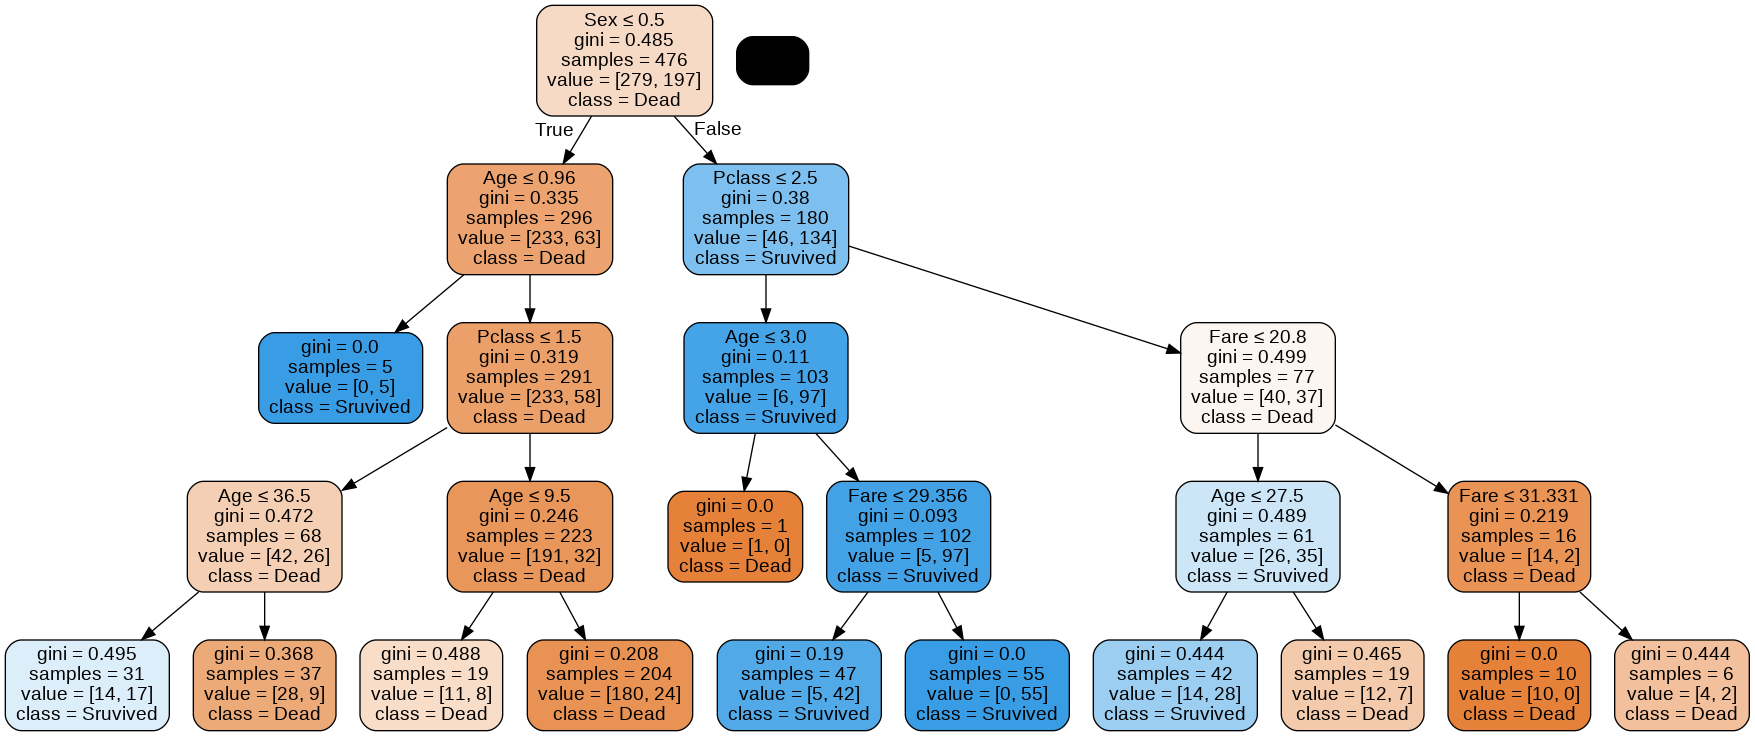 Sex ≤ 0.5
gini = 0.485
samples = 476
value = [279, 197]
class = Dead
True
False
Age ≤ 0.96
gini = 0.335
samples = 296
value = [233, 63]
class = Dead
Pclass ≤ 2.5
gini = 0.38
samples = 180
value = [46, 134]
class = Sruvived
gini = 0.0
samples = 5
value = [0, 5]
class = Sruvived
Pclass ≤ 1.5
gini = 0.319
samples = 291
value = [233, 58]
class = Dead
Age ≤ 3.0
gini = 0.11
samples = 103
value = [6, 97]
class = Sruvived
Fare ≤ 20.8
gini = 0.499
samples = 77
value = [40, 37]
class = Dead
Age ≤ 36.5
gini = 0.472
samples = 68
value = [42, 26]
class = Dead
Age ≤ 9.5
gini = 0.246
samples = 223
value = [191, 32]
class = Dead
gini = 0.0
samples = 1
value = [1, 0]
class = Dead
Fare ≤ 29.356
gini = 0.093
samples = 102
value = [5, 97]
class = Sruvived
Age ≤ 27.5
gini = 0.489
samples = 61
value = [26, 35]
class = Sruvived
Fare ≤ 31.331
gini = 0.219
samples = 16
value = [14, 2]
class = Dead
gini = 0.495
samples = 31
value = [14, 17]
class = Sruvived
gini = 0.368
samples = 37
value = [28, 9]
class = Dead
gini = 0.488
samples = 19
value = [11, 8]
class = Dead
gini = 0.208
samples = 204
value = [180, 24]
class = Dead
gini = 0.19
samples = 47
value = [5, 42]
class = Sruvived
gini = 0.0
samples = 55
value = [0, 55]
class = Sruvived
gini = 0.444
samples = 42
value = [14, 28]
class = Sruvived
gini = 0.465
samples = 19
value = [12, 7]
class = Dead
gini = 0.0
samples = 10
value = [10, 0]
class = Dead
gini = 0.444
samples = 6
value = [4, 2]
class = Dead